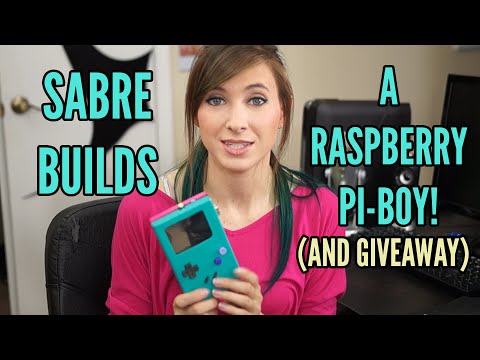 SABRE
BUILDS
A
RASPBERRY
PI-BOY!
(AND GIVEAWAY)